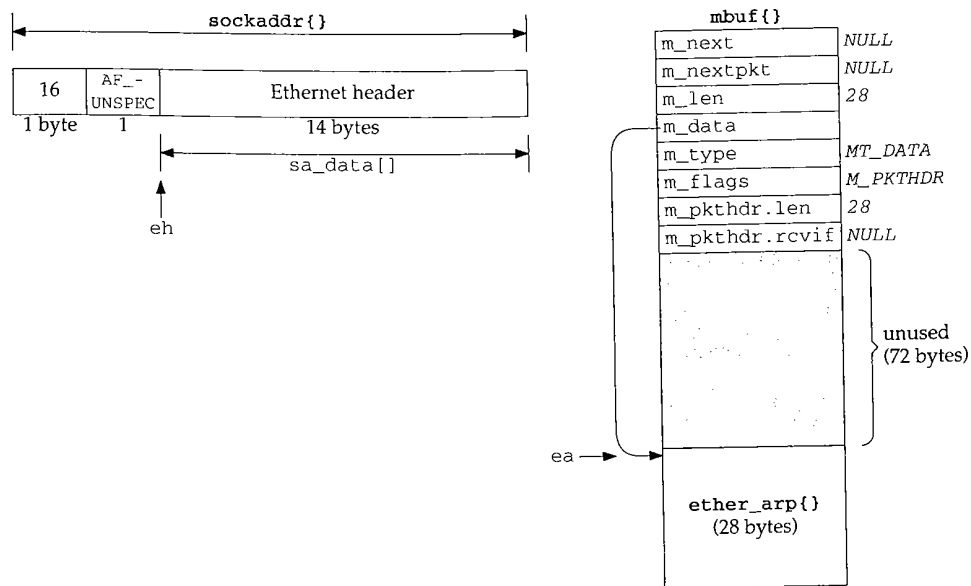 sockaddr{}
16
AF_-
UNSPEC
Ethernet header
1 byte
1
14 bytes
sa_data[]
eh
mbuf{}
m_next NULL
m_nextpkt NULL
m_len 28
m_data
m_type MT_DATA
m_flags M_PKTHDR
m_pkthdr.len 28
m_pkthdr.rcvif NULL
unused
(72 bytes)
ea
ether_arp{}
(28 bytes)